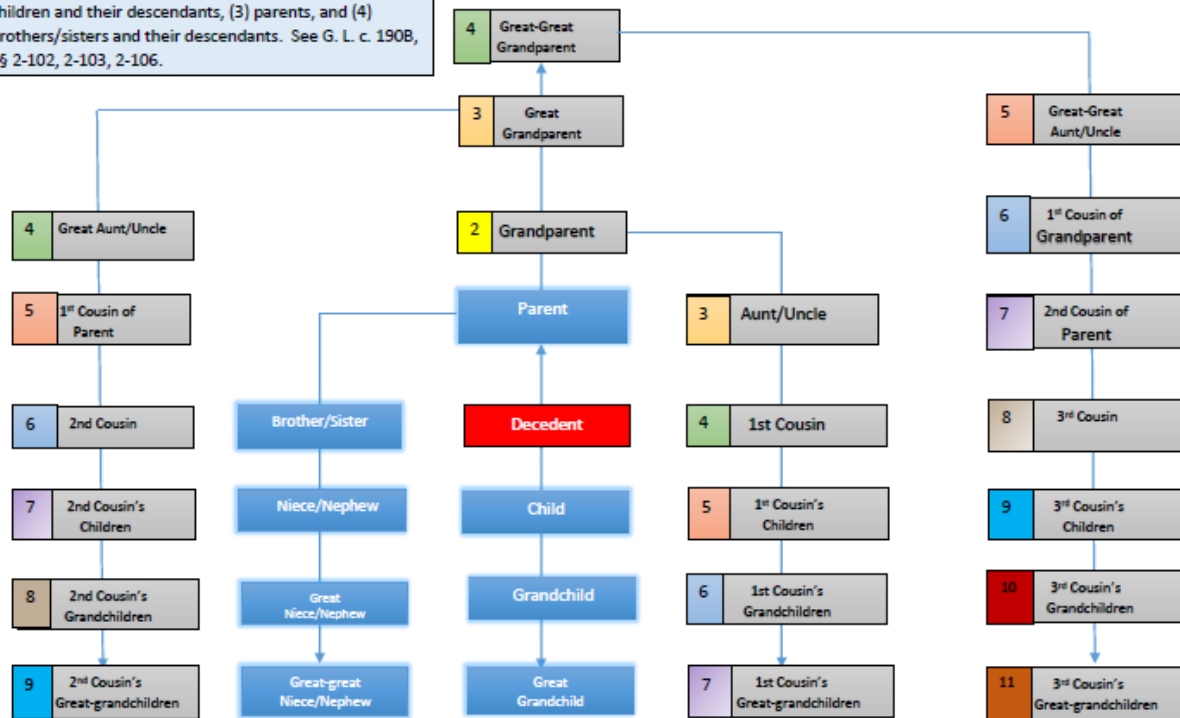 hildren and their descendants, (3) parents, and (4)
rothers/sisters and their descendants. See G. L. c. 190B,
§ 2-102, 2-103, 2-106.
4 Great-Great
Grandparent
3 Great
Grandparent
5 Great-Great
Aunt/Uncle
4 Great Aunt/Uncle
2 Grandparent
6 1st Cousin of
Grandparent
5 1st Cousin of
Parent
Parent
3 Aunt/Uncle
7 2nd Cousin of
Parent
6 2nd Cousin
Brother/Sister
Decedent
4 1st Cousin
8 3rd Cousin
7 2nd Cousin's
Children
Niece/Nephew
Child
5 1st Cousin's
Children
9 3rd Cousin's
Children
8 2nd Cousin's
Grandchildren
Great
Niece/Nephew
Grandchild
6 1st Cousin's
Grandchildren
10 3rd Cousin's
Grandchildren
9 2nd Cousin's
Great-grandchildren
Great-great
Niece/Nephew
Great
Grandchild
7 1st Cousin's
Great-grandchildren
11 3rd Cousin's
Great-grandchildren